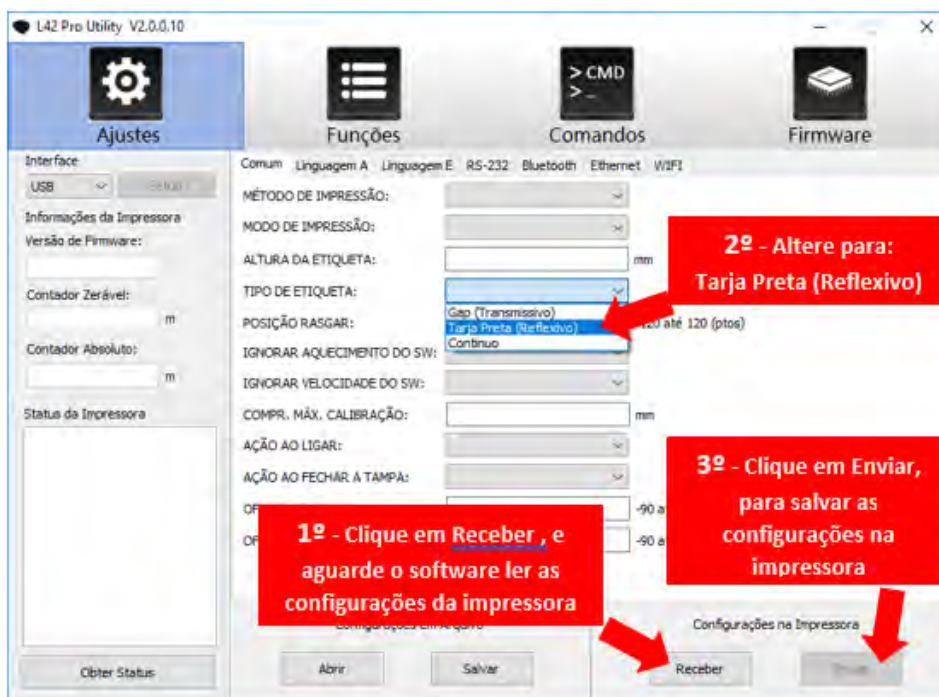 L42 Pro Utility V2.0.0.10
Ajustes
Funções
> CMD
>_
Comandos
Firmware
Interface
USB
Informações da Impressora
Versão de Firmware:
Contador Zerável:
m
Contador Absoluto:
m
Status da Impressora
Obter Status
Comum Linguagem A Linguagem E RS-232 Bluetooth Ethernet WIFI
MÉTODO DE IMPRESSÃO:
MODO DE IMPRESSÃO:
ALTURA DA ETIQUETA: mm
TIPO DE ETIQUETA:
Gap (Transmissivo)
Tarja Preta (Reflexivo)
Contínuo
POSIÇÃO RASGAR: 120 até 120 (ptos)
IGNORAR AQUECIMENTO DO SW:
IGNORAR VELOCIDADE DO SW:
COMPR. MÁX. CALIBRAÇÃO: mm
AÇÃO AO LIGAR:
AÇÃO AO FECHAR A TAMPA:
-90
-90
2º - Altere para:
Tarja Preta (Reflexivo)
3º - Clique em Enviar,
para salvar as
configurações na
impressora
1º - Clique em Receber , e
aguarde o software ler as
configurações da impressora
Configurações na Impressora
Abrir
Salvar
Receber